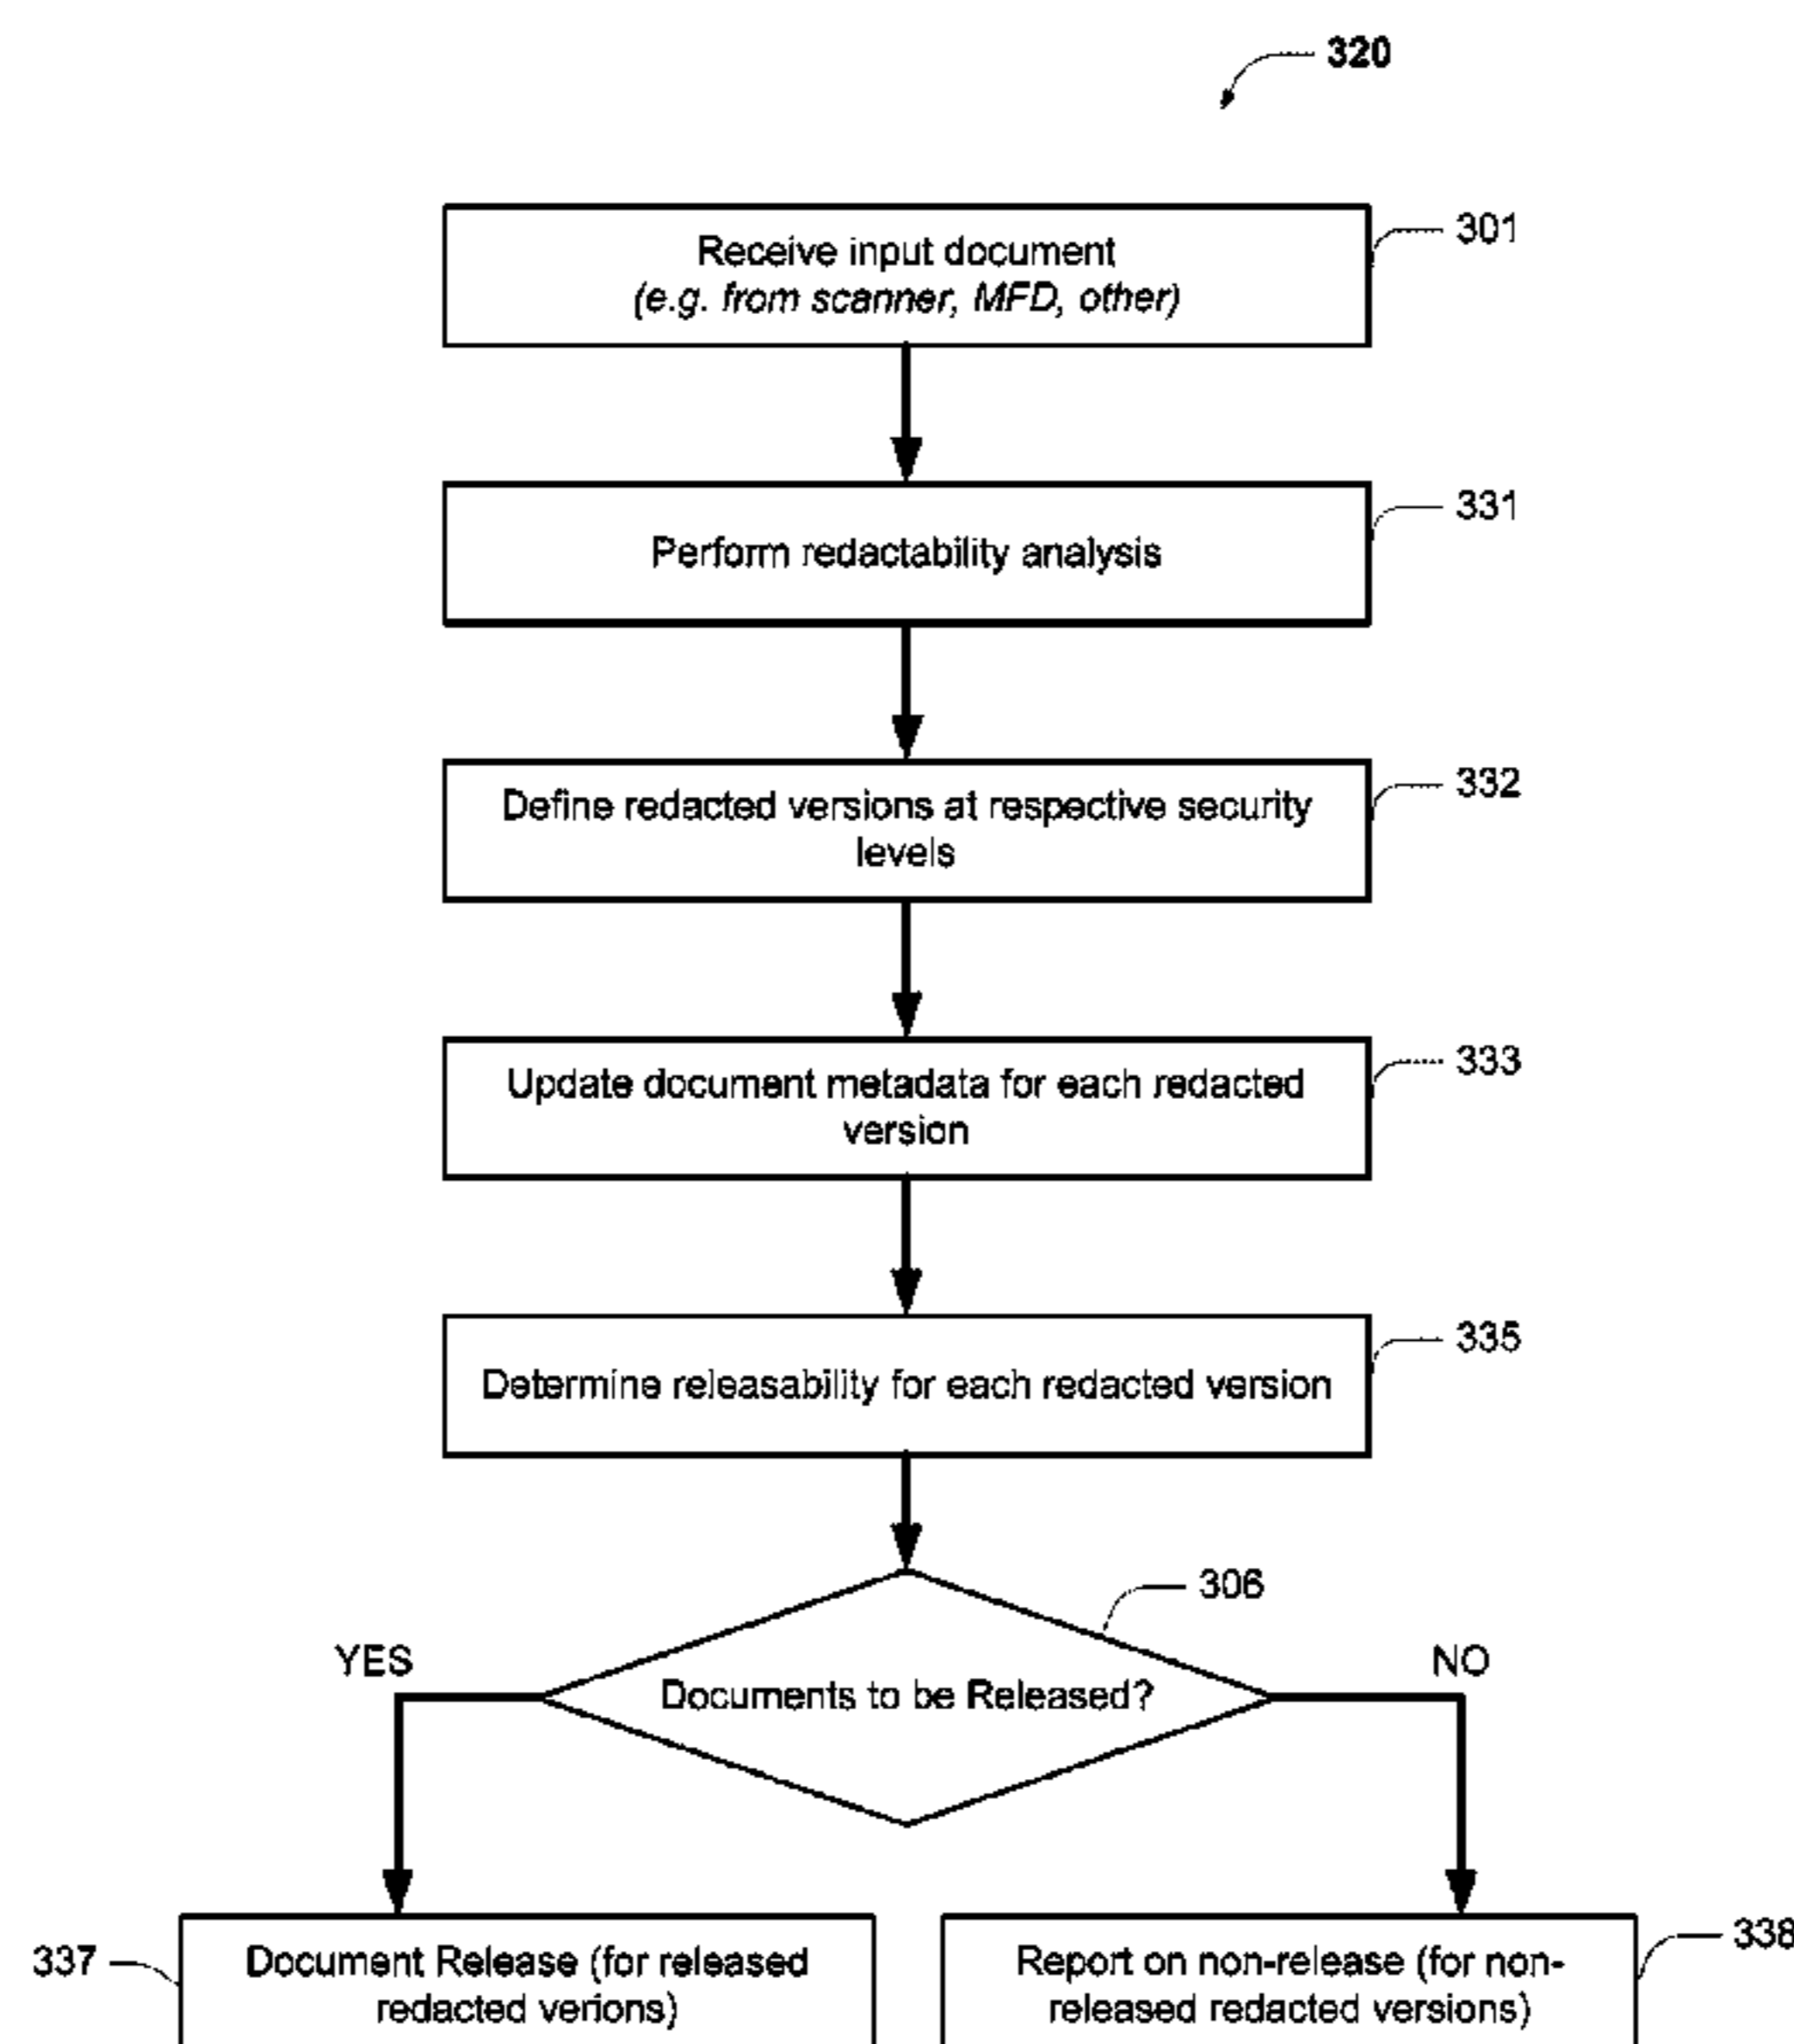 320
Receive input document
(e.g. from scanner, MFD, other)
301
Perform redactability analysis
331
Define redacted versions at respective security
levels
332
Update document metadata for each redacted
version
333
Determine releasability for each redacted version
335
306
YES
NO
Documents to be Released?
337
Document Release (for released
redacted verions)
Report on non-release (for non-
released redacted versions)
338